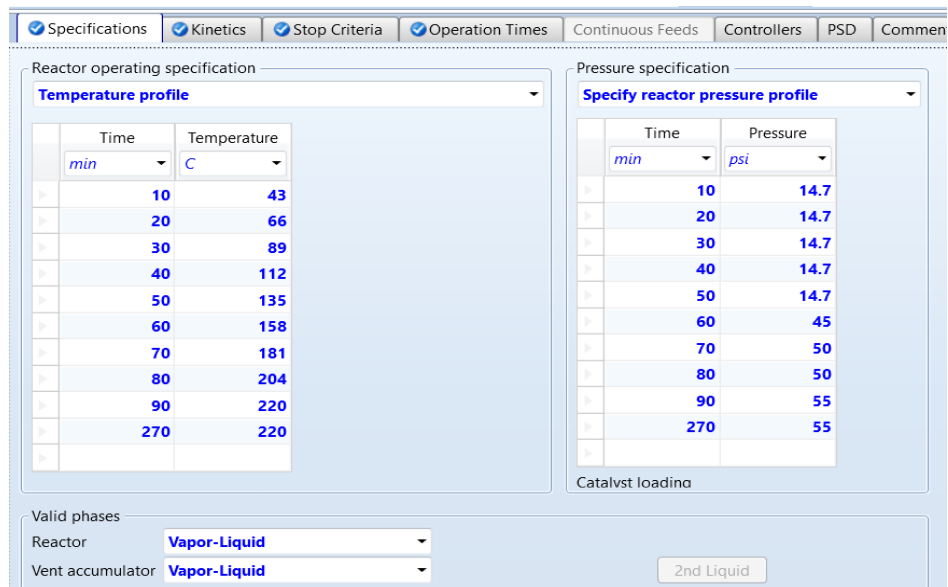 Specifications Kinetics Stop Criteria Operation Times Continuous Feeds Controllers PSD Commen
Reactor operating specification
Temperature profile
Time Temperature
min C
10 43
20 66
30 89
40 112
50 135
60 158
70 181
80 204
90 220
270 220
Pressure specification
Specify reactor pressure profile
Time Pressure
min psi
10 14.7
20 14.7
30 14.7
40 14.7
50 14.7
60 45
70 50
80 50
90 55
270 55
Catalyst loading
Valid phases
Reactor Vapor-Liquid
Vent accumulator Vapor-Liquid
2nd Liquid